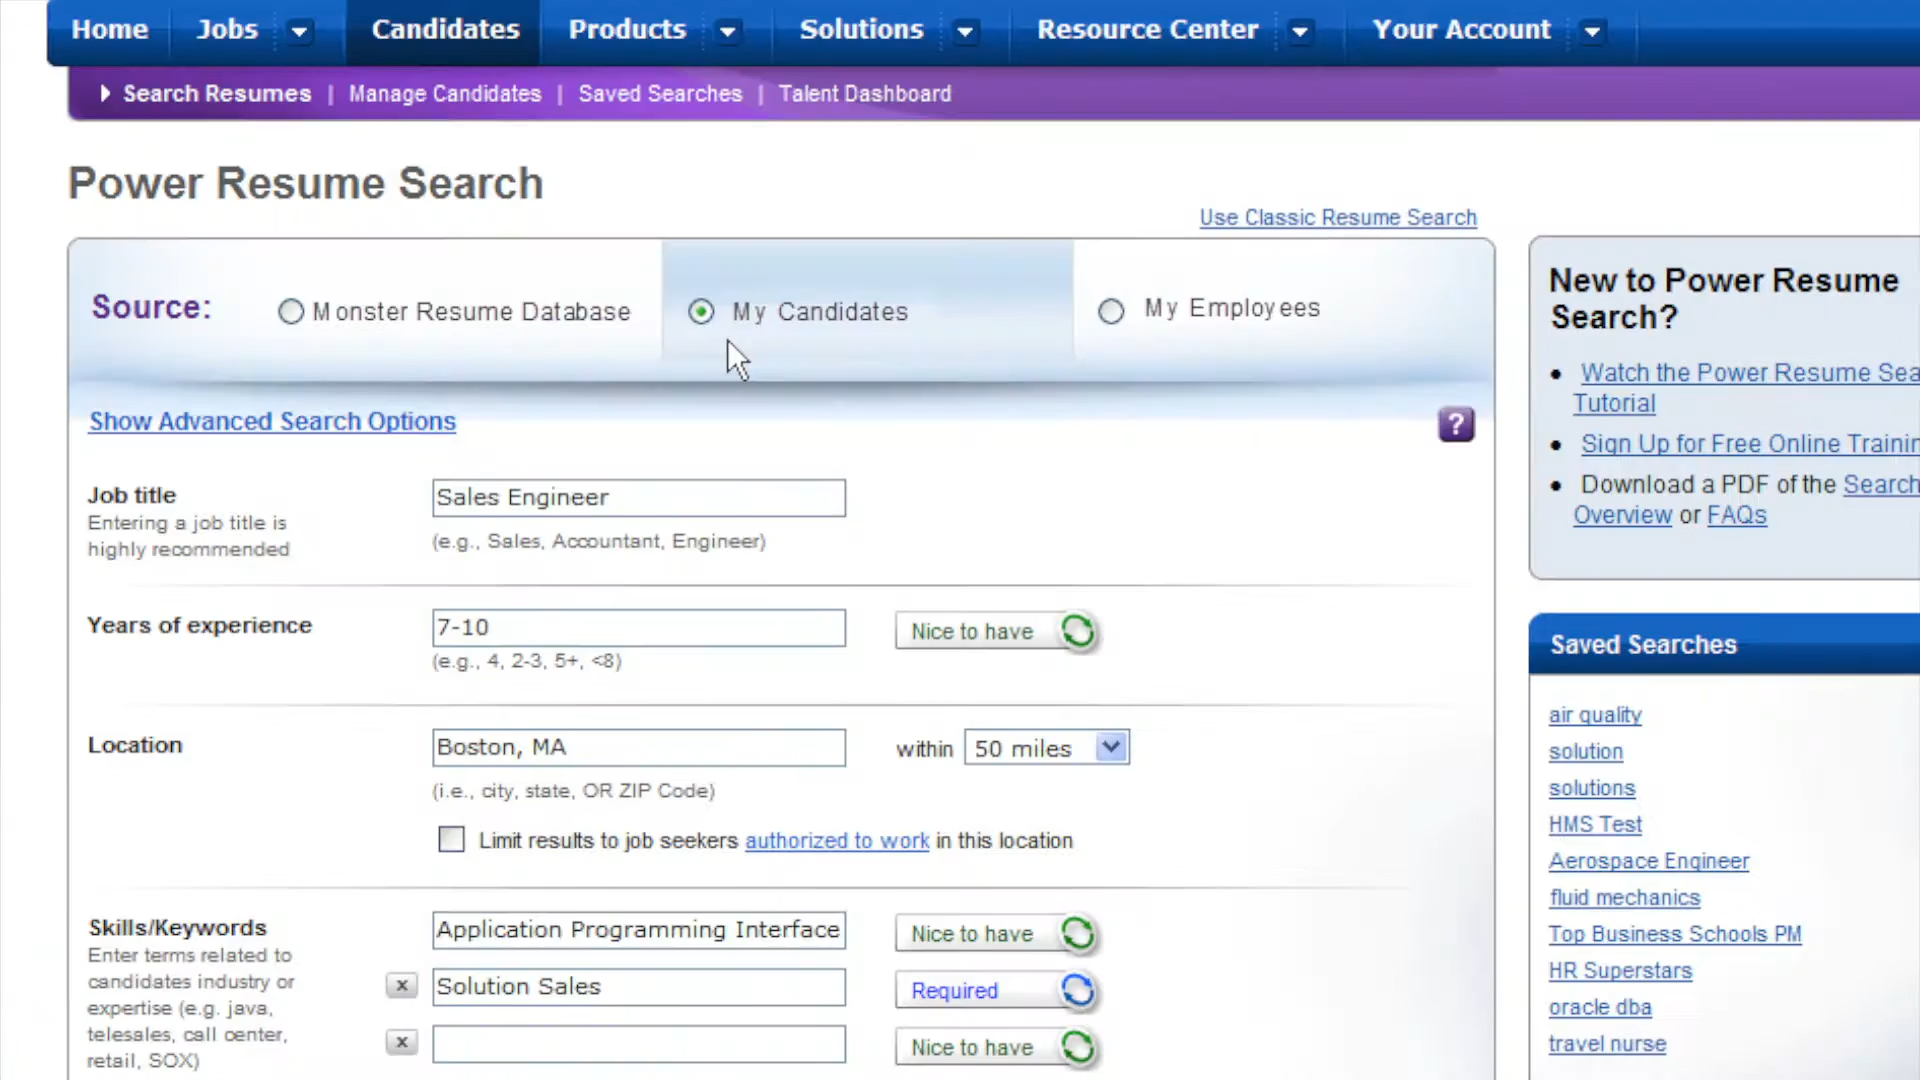 Home Jobs Candidates Products Solutions Resource Center Your Account
Search Resumes | Manage Candidates | Saved Searches | Talent Dashboard
Power Resume Search
Use Classic Resume Search
Source: Monster Resume Database My Candidates My Employees
Show Advanced Search Options
?
Job title
Entering a job title is
highly recommended
Sales Engineer
(e.g., Sales, Accountant, Engineer)
Years of experience
7-10
Nice to have
(e.g., 4, 2-3, 5+, <8)
Location
Boston, MA
within 50 miles
(i.e., city, state, OR ZIP Code)
Limit results to job seekers authorized to work in this location
Skills/Keywords
Enter terms related to
candidates industry or
expertise (e.g. java,
telesales, call center,
retail, SOX)
Application Programming Interface
Nice to have
x
Solution Sales
Required
x
Nice to have
New to Power Resume
Search?
Watch the Power Resume Sea
Tutorial
Sign Up for Free Online Trainin
Download a PDF of the Search
Overview or FAQs
Saved Searches
air quality
solution
solutions
HMS Test
Aerospace Engineer
fluid mechanics
Top Business Schools PM
HR Superstars
oracle dba
travel nurse